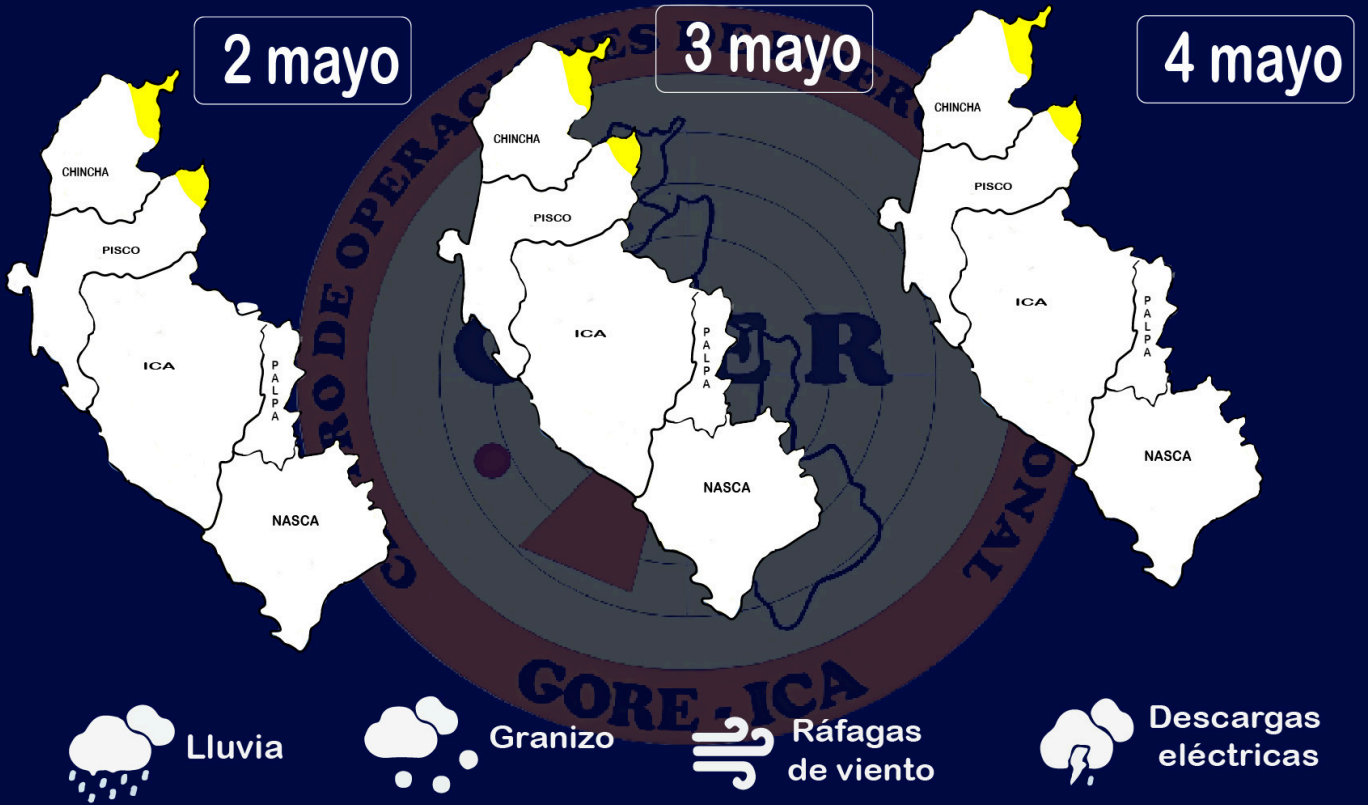 2 mayo
3 mayo
4 mayo
CHINCHA
PISCO
ICA
PALPA
NASCA
CHINCHA
PISCO
ICA
PALPA
NASCA
CHINCHA
PISCO
ICA
PALPA
NASCA
GORE - ICA
Lluvia
Granizo
Ráfagas
de viento
Descargas
eléctricas